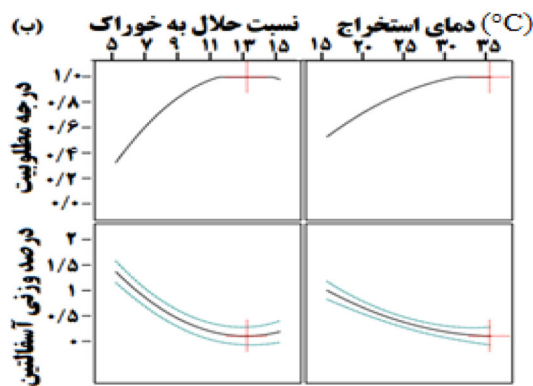 (ب) نسبت حلال به خوراک دمای استخراج (°C)
۵ ۷ ۹ ۱۱ ۱۳ ۱۵ ۱۵ ۲۰ ۲۵ ۳۰ ۳۵
درجه مطلوبیت
۱/۰
۰/۸
۰/۶
۰/۴
۰/۲
۰/۰
درصد وزنی آسفالتین
۲
۱/۵
۱
۰/۵
۰